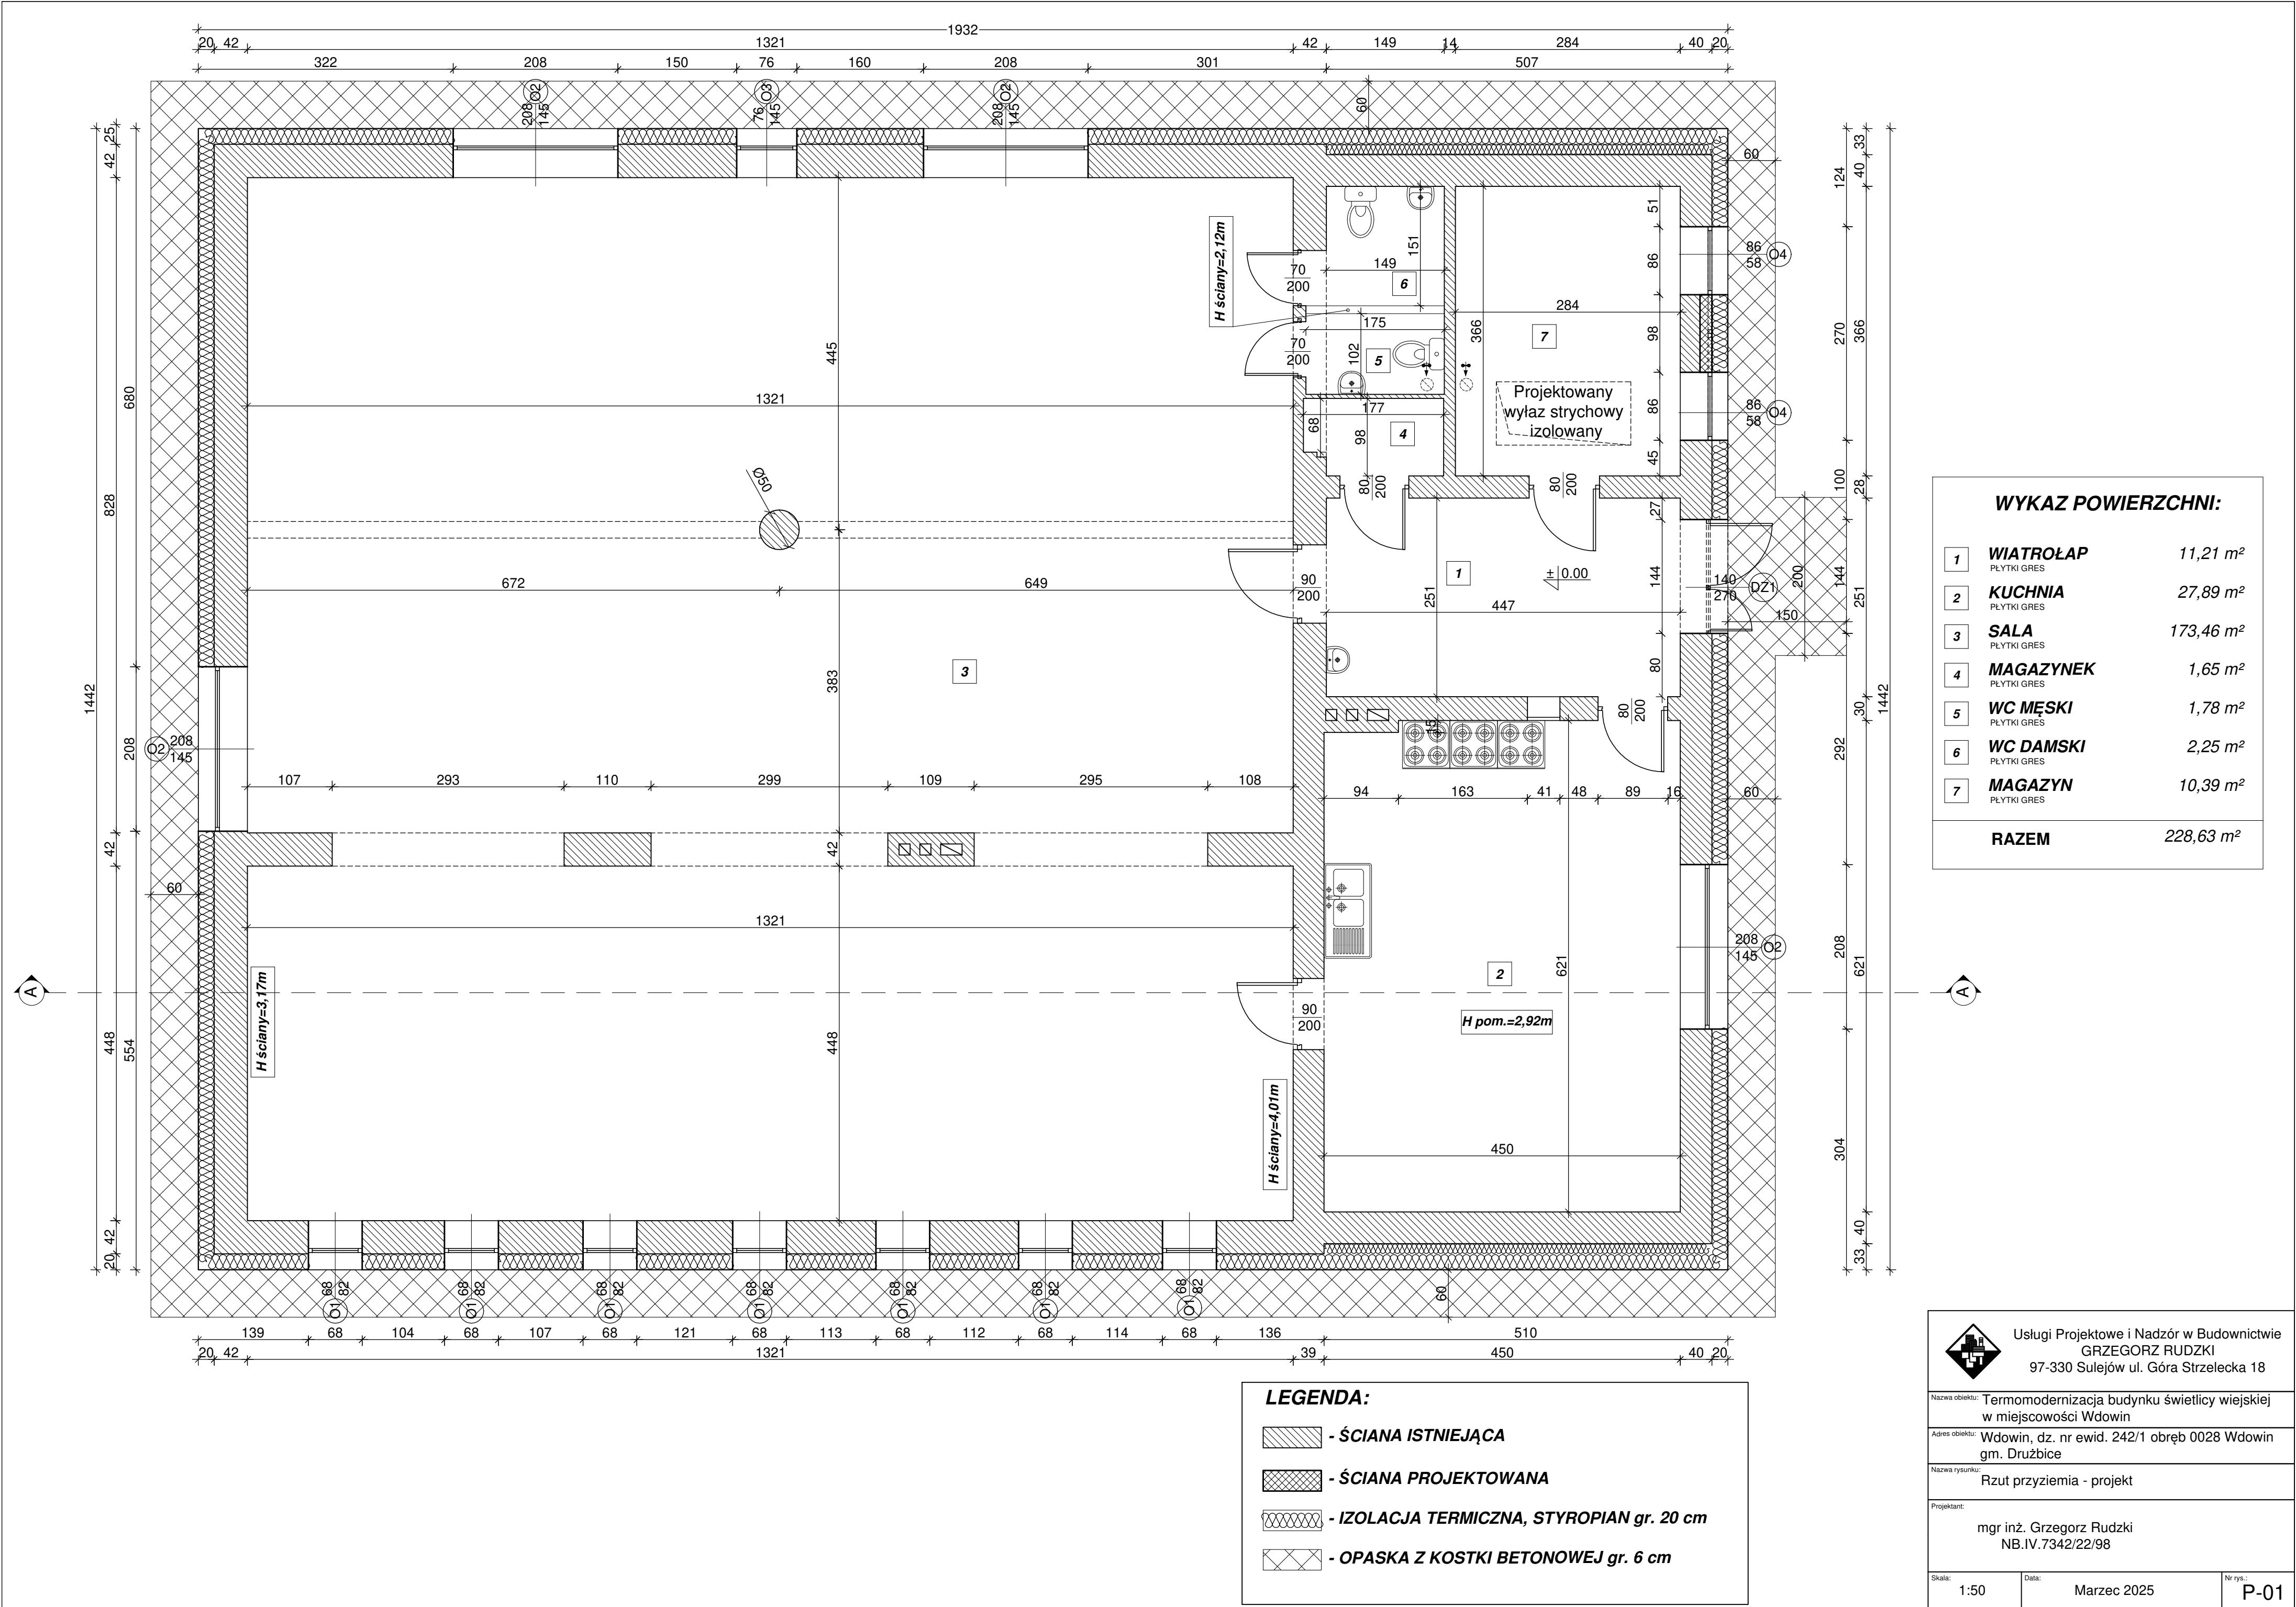 1932
20 42 1321 42 149 14 284 40 20
322 208 150 76 160 208 301 507
208 145 O2
76 145 O3
208 145 O2
60
25
42
680
828
1442
208
42
448
554
42
20
33
40
124
60
51
86
86 58 O4
270
366
98
86
86 58 O4
45
100
28
H ściany=2,12m
70
200
70
200
151
149
6
175
102
5
177
68
98
4
366
284
7
Projektowany
wyłaz strychowy
izolowany
80
200
80
200
445
1321
Ø50
672 649
90
200
1
± 0.00
251
447
27
144
80
140
270
DZ1
200
150
144
251
30
1442
3
383
O2 208 145
107 293 110 299 109 295 108
15
80
200
94 163 41 48 89 16
60
292
42
60
1321
208
145
O2
208
621
A
A
H ściany=3,17m
448
90
200
2
621
H pom.=2,92m
H ściany=4,01m
450
304
40
33
68 82 O1
68 82 O1
68 82 O1
68 82 O1
68 82 O1
68 82 O1
68 82 O1
60
139 68 104 68 107 68 121 68 113 68 112 68 114 68 136 510
20 42 1321 39 450 40 20
WYKAZ POWIERZCHNI:
1 WIATROŁAP 11,21 m²
PŁYTKI GRES
2 KUCHNIA 27,89 m²
PŁYTKI GRES
3 SALA 173,46 m²
PŁYTKI GRES
4 MAGAZYNEK 1,65 m²
PŁYTKI GRES
5 WC MĘSKI 1,78 m²
PŁYTKI GRES
6 WC DAMSKI 2,25 m²
PŁYTKI GRES
7 MAGAZYN 10,39 m²
PŁYTKI GRES
RAZEM 228,63 m²
LEGENDA:
- ŚCIANA ISTNIEJĄCA
- ŚCIANA PROJEKTOWANA
- IZOLACJA TERMICZNA, STYROPIAN gr. 20 cm
- OPASKA Z KOSTKI BETONOWEJ gr. 6 cm
Usługi Projektowe i Nadzór w Budownictwie
GRZEGORZ RUDZKI
97-330 Sulejów ul. Góra Strzelecka 18
Nazwa obiektu: Termomodernizacja budynku świetlicy wiejskiej
w miejscowości Wdowin
Adres obiektu: Wdowin, dz. nr ewid. 242/1 obręb 0028 Wdowin
gm. Drużbice
Nazwa rysunku: Rzut przyziemia - projekt
Projektant:
mgr inż. Grzegorz Rudzki
NB.IV.7342/22/98
Skala: 1:50 Data: Marzec 2025 Nr rys.: P-01